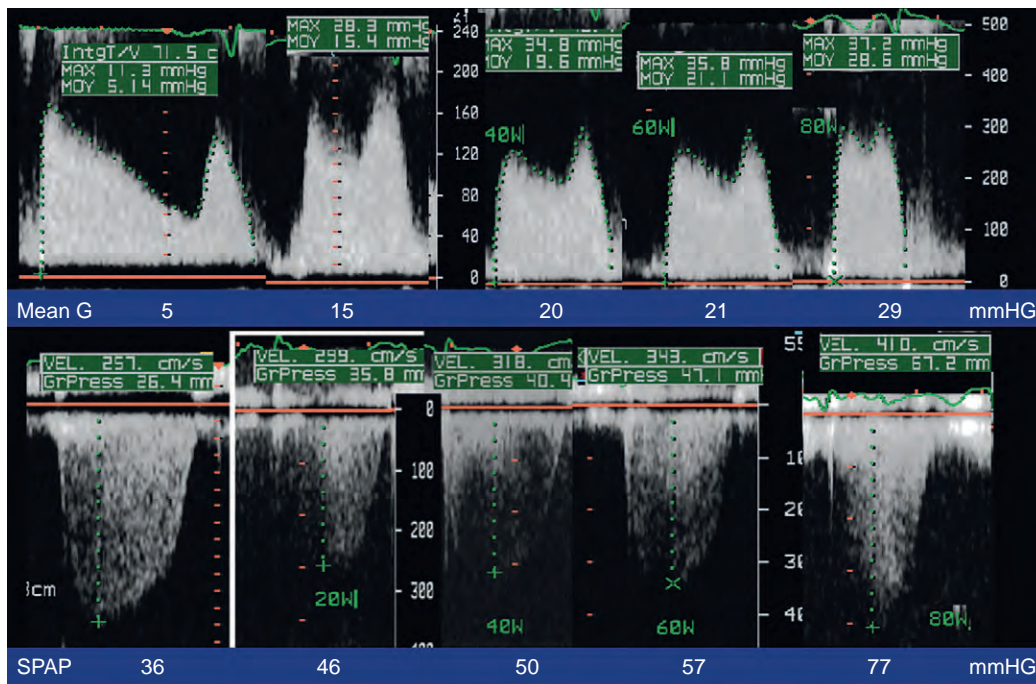 IntgT/V 71.5 c
MAX 11.3 mmHg
MOY 5.14 mmHg
MAX 28.3 mmHg
MOY 15.4 mmHg
240
200
160
120
80
40
0
MAX 34.8 mmHg
MOY 19.6 mmHg
40W
MAX 35.8 mmHg
MOY 21.1 mmHg
60W
MAX 37.2 mmHg
MOY 28.6 mmHg
80W
500
400
300
200
100
0
Mean G 5 15 20 21 29 mmHG
VEL. 257. cm/s
GrPress 26.4 mm
VEL. 299. cm/s
GrPress 35.8 mm
VEL. 318. cm/s
GrPress 40.4
VEL. 343. cm/s
GrPress 47.1 mm
VEL. 410. cm/s
GrPress 67.2 mm
0
100
200
300
400
cm
20W
40W
60W
80W
SPAP 36 46 50 57 77 mmHG